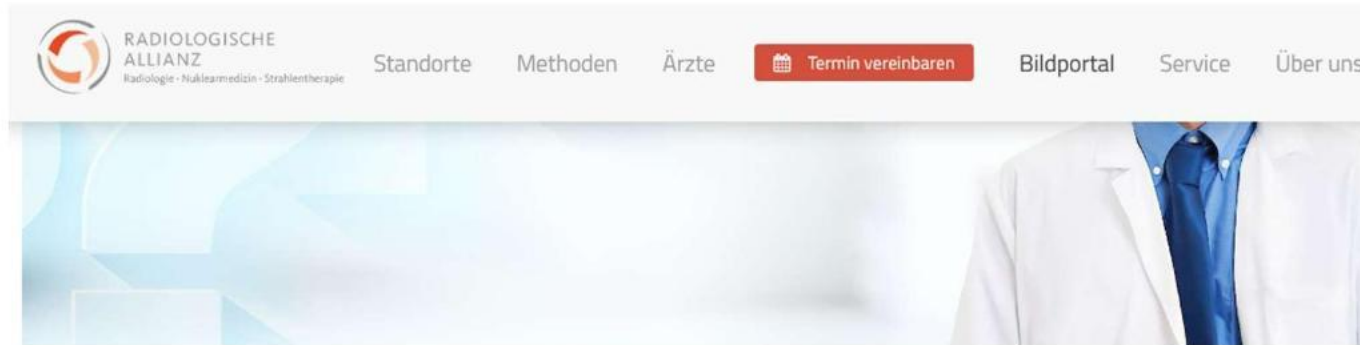 RADIOLOGISCHE
ALLIANZ
Radiologie - Nuklearmedizin - Strahlentherapie
Standorte Methoden Ärzte Termin vereinbaren Bildportal Service Über uns